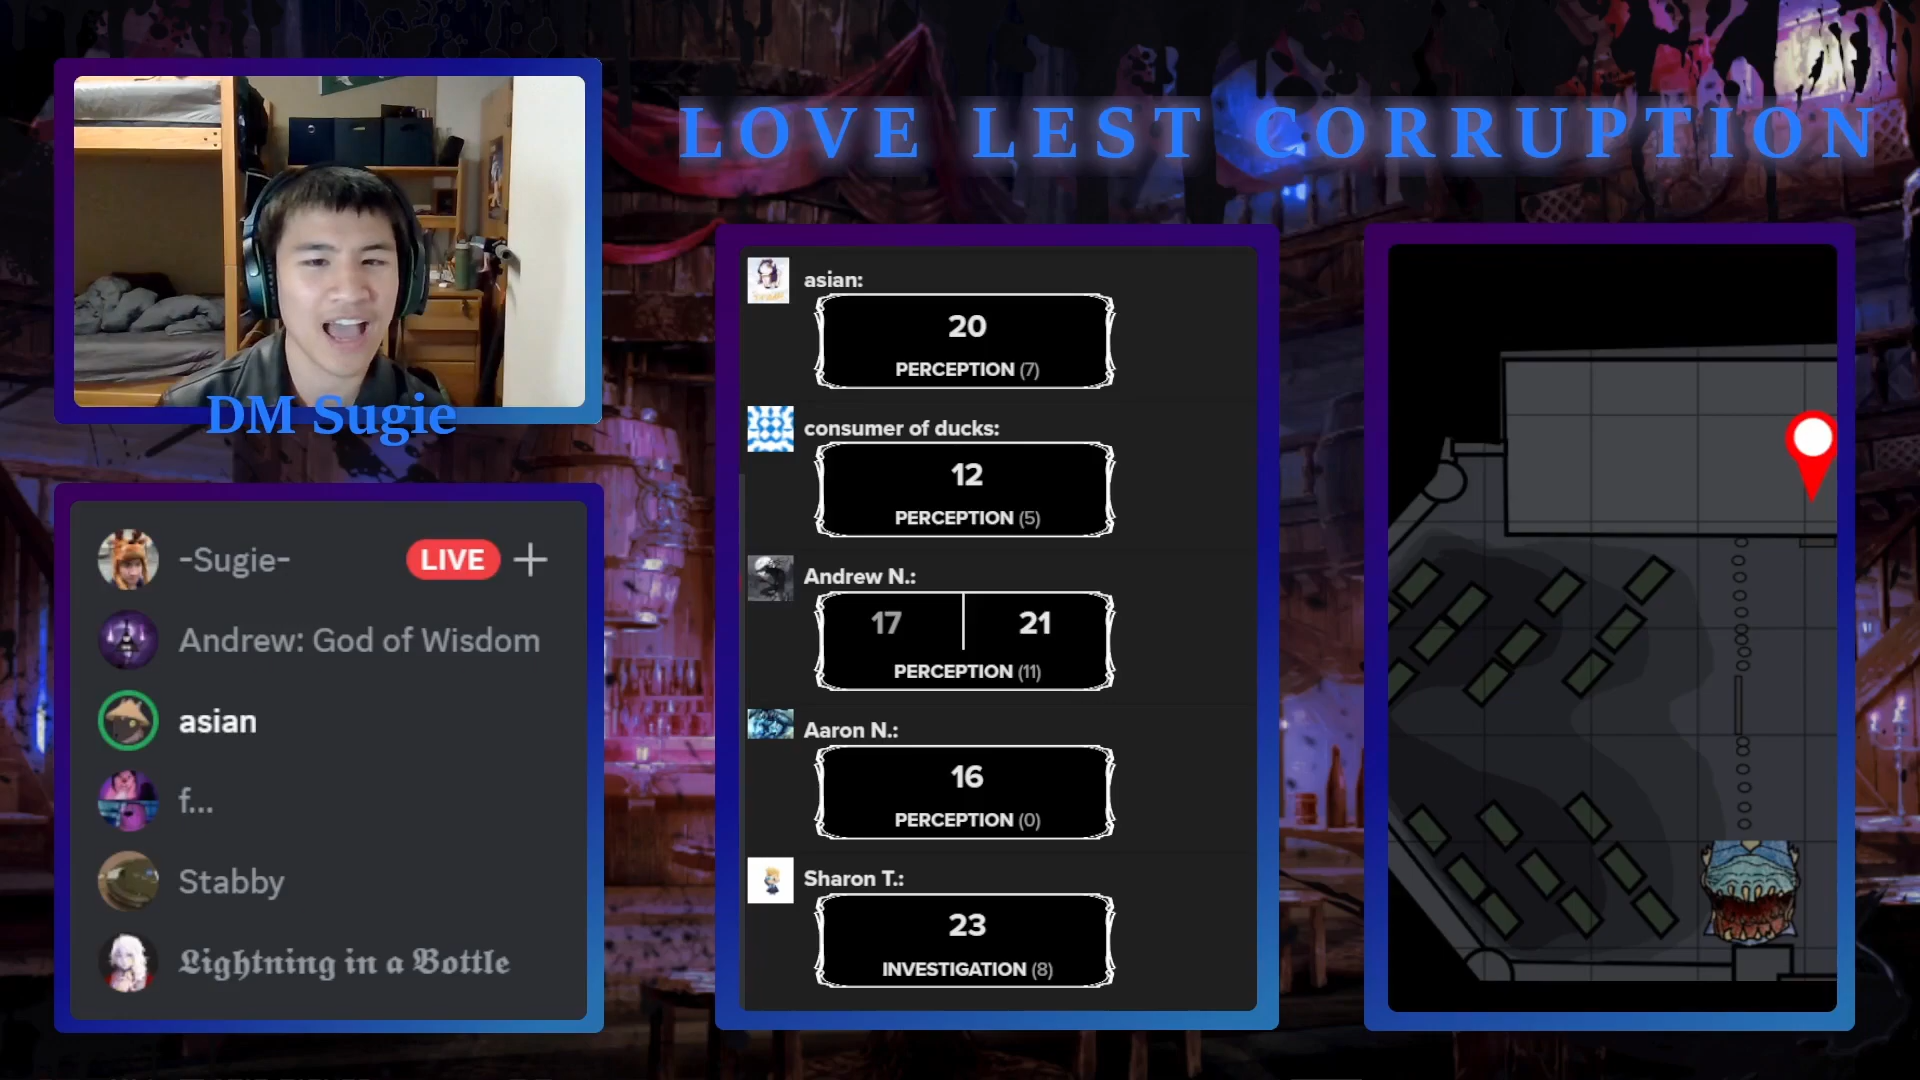 LOVE LEST CORRUPTION
DM Sugie
-Sugie-
LIVE
Andrew: God of Wisdom
asian
f...
Stabby
Lightning in a Bottle
asian:
20
PERCEPTION (7)
consumer of ducks:
12
PERCEPTION (5)
Andrew N.:
17 21
PERCEPTION (11)
Aaron N.:
16
PERCEPTION (0)
Sharon T.:
23
INVESTIGATION (8)